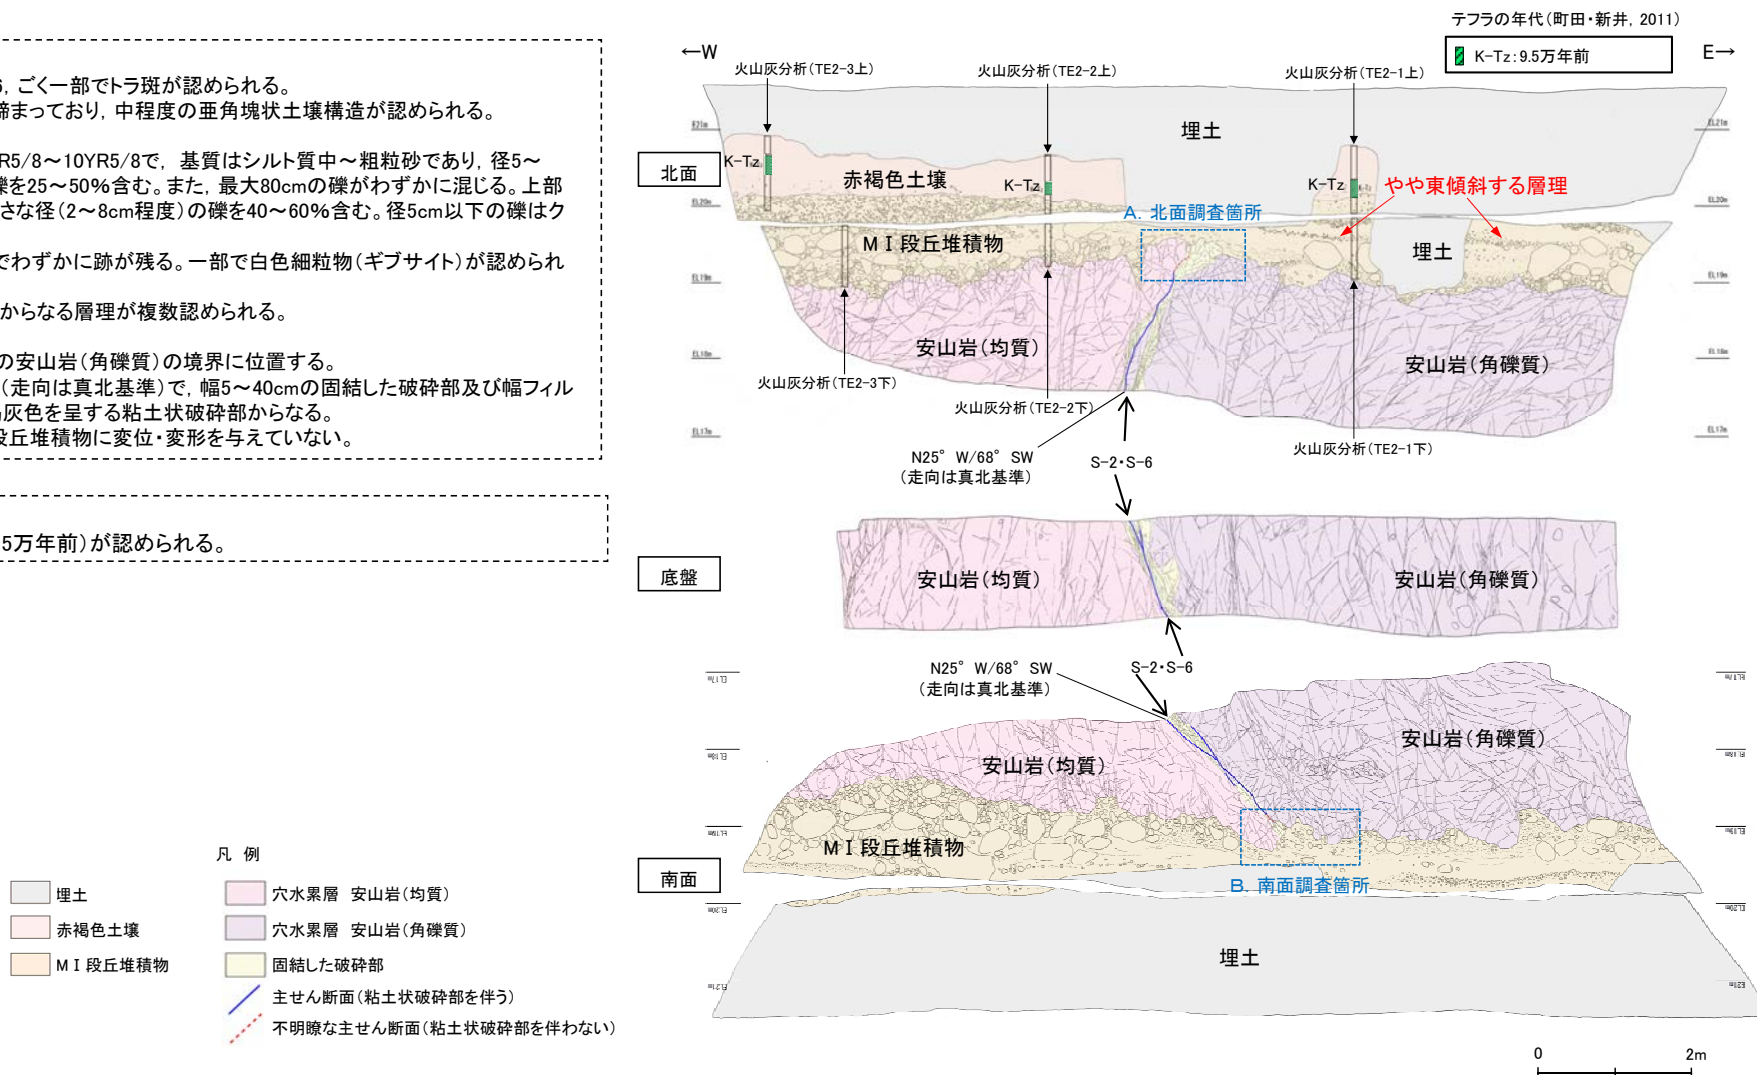 テフラの年代(町田・新井, 2011)
K-Tz:9.5万年前
←W
E→
火山灰分析(TE2-3上)
火山灰分析(TE2-2上)
火山灰分析(TE2-1上)
, ごく一部でトラ斑が認められる。
締まっており, 中程度の亜角塊状土壌構造が認められる。
R5/8～10YR5/8で, 基質はシルト質中～粗粒砂であり, 径5～
礫を25～50%含む。また, 最大80cmの礫がわずかに混じる。上部
さな径(2～8cm程度)の礫を40～60%含む。径5cm以下の礫はク
でわずかに跡が残る。一部で白色細粒物(ギブサイト)が認められ
からなる層理が複数認められる。
の安山岩(角礫質)の境界に位置する。
(走向は真北基準)で, 幅5～40cmの固結した破砕部及び幅フィル
灰色を呈する粘土状破砕部からなる。
段丘堆積物に変位・変形を与えていない。
5万年前)が認められる。
北面
EL21m
EL20m
EL19m
EL18m
EL17m
EL21m
EL20m
EL19m
EL18m
EL17m
埋土
K-Tz
赤褐色土壌
K-Tz
K-Tz
やや東傾斜する層理
A. 北面調査箇所
MⅠ段丘堆積物
埋土
安山岩(均質)
安山岩(角礫質)
火山灰分析(TE2-3下)
火山灰分析(TE2-2下)
火山灰分析(TE2-1下)
N25° W/68° SW
(走向は真北基準)
S-2・S-6
底盤
安山岩(均質)
安山岩(角礫質)
N25° W/68° SW
(走向は真北基準)
S-2・S-6
南面
EL17m
EL18m
EL19m
EL20m
EL21m
EL17m
EL18m
EL19m
EL20m
EL21m
安山岩(均質)
安山岩(角礫質)
MⅠ段丘堆積物
B. 南面調査箇所
埋土
凡 例
埋土
赤褐色土壌
MⅠ段丘堆積物
穴水累層 安山岩(均質)
穴水累層 安山岩(角礫質)
固結した破砕部
主せん断面(粘土状破砕部を伴う)
不明瞭な主せん断面(粘土状破砕部を伴わない)
0
2m